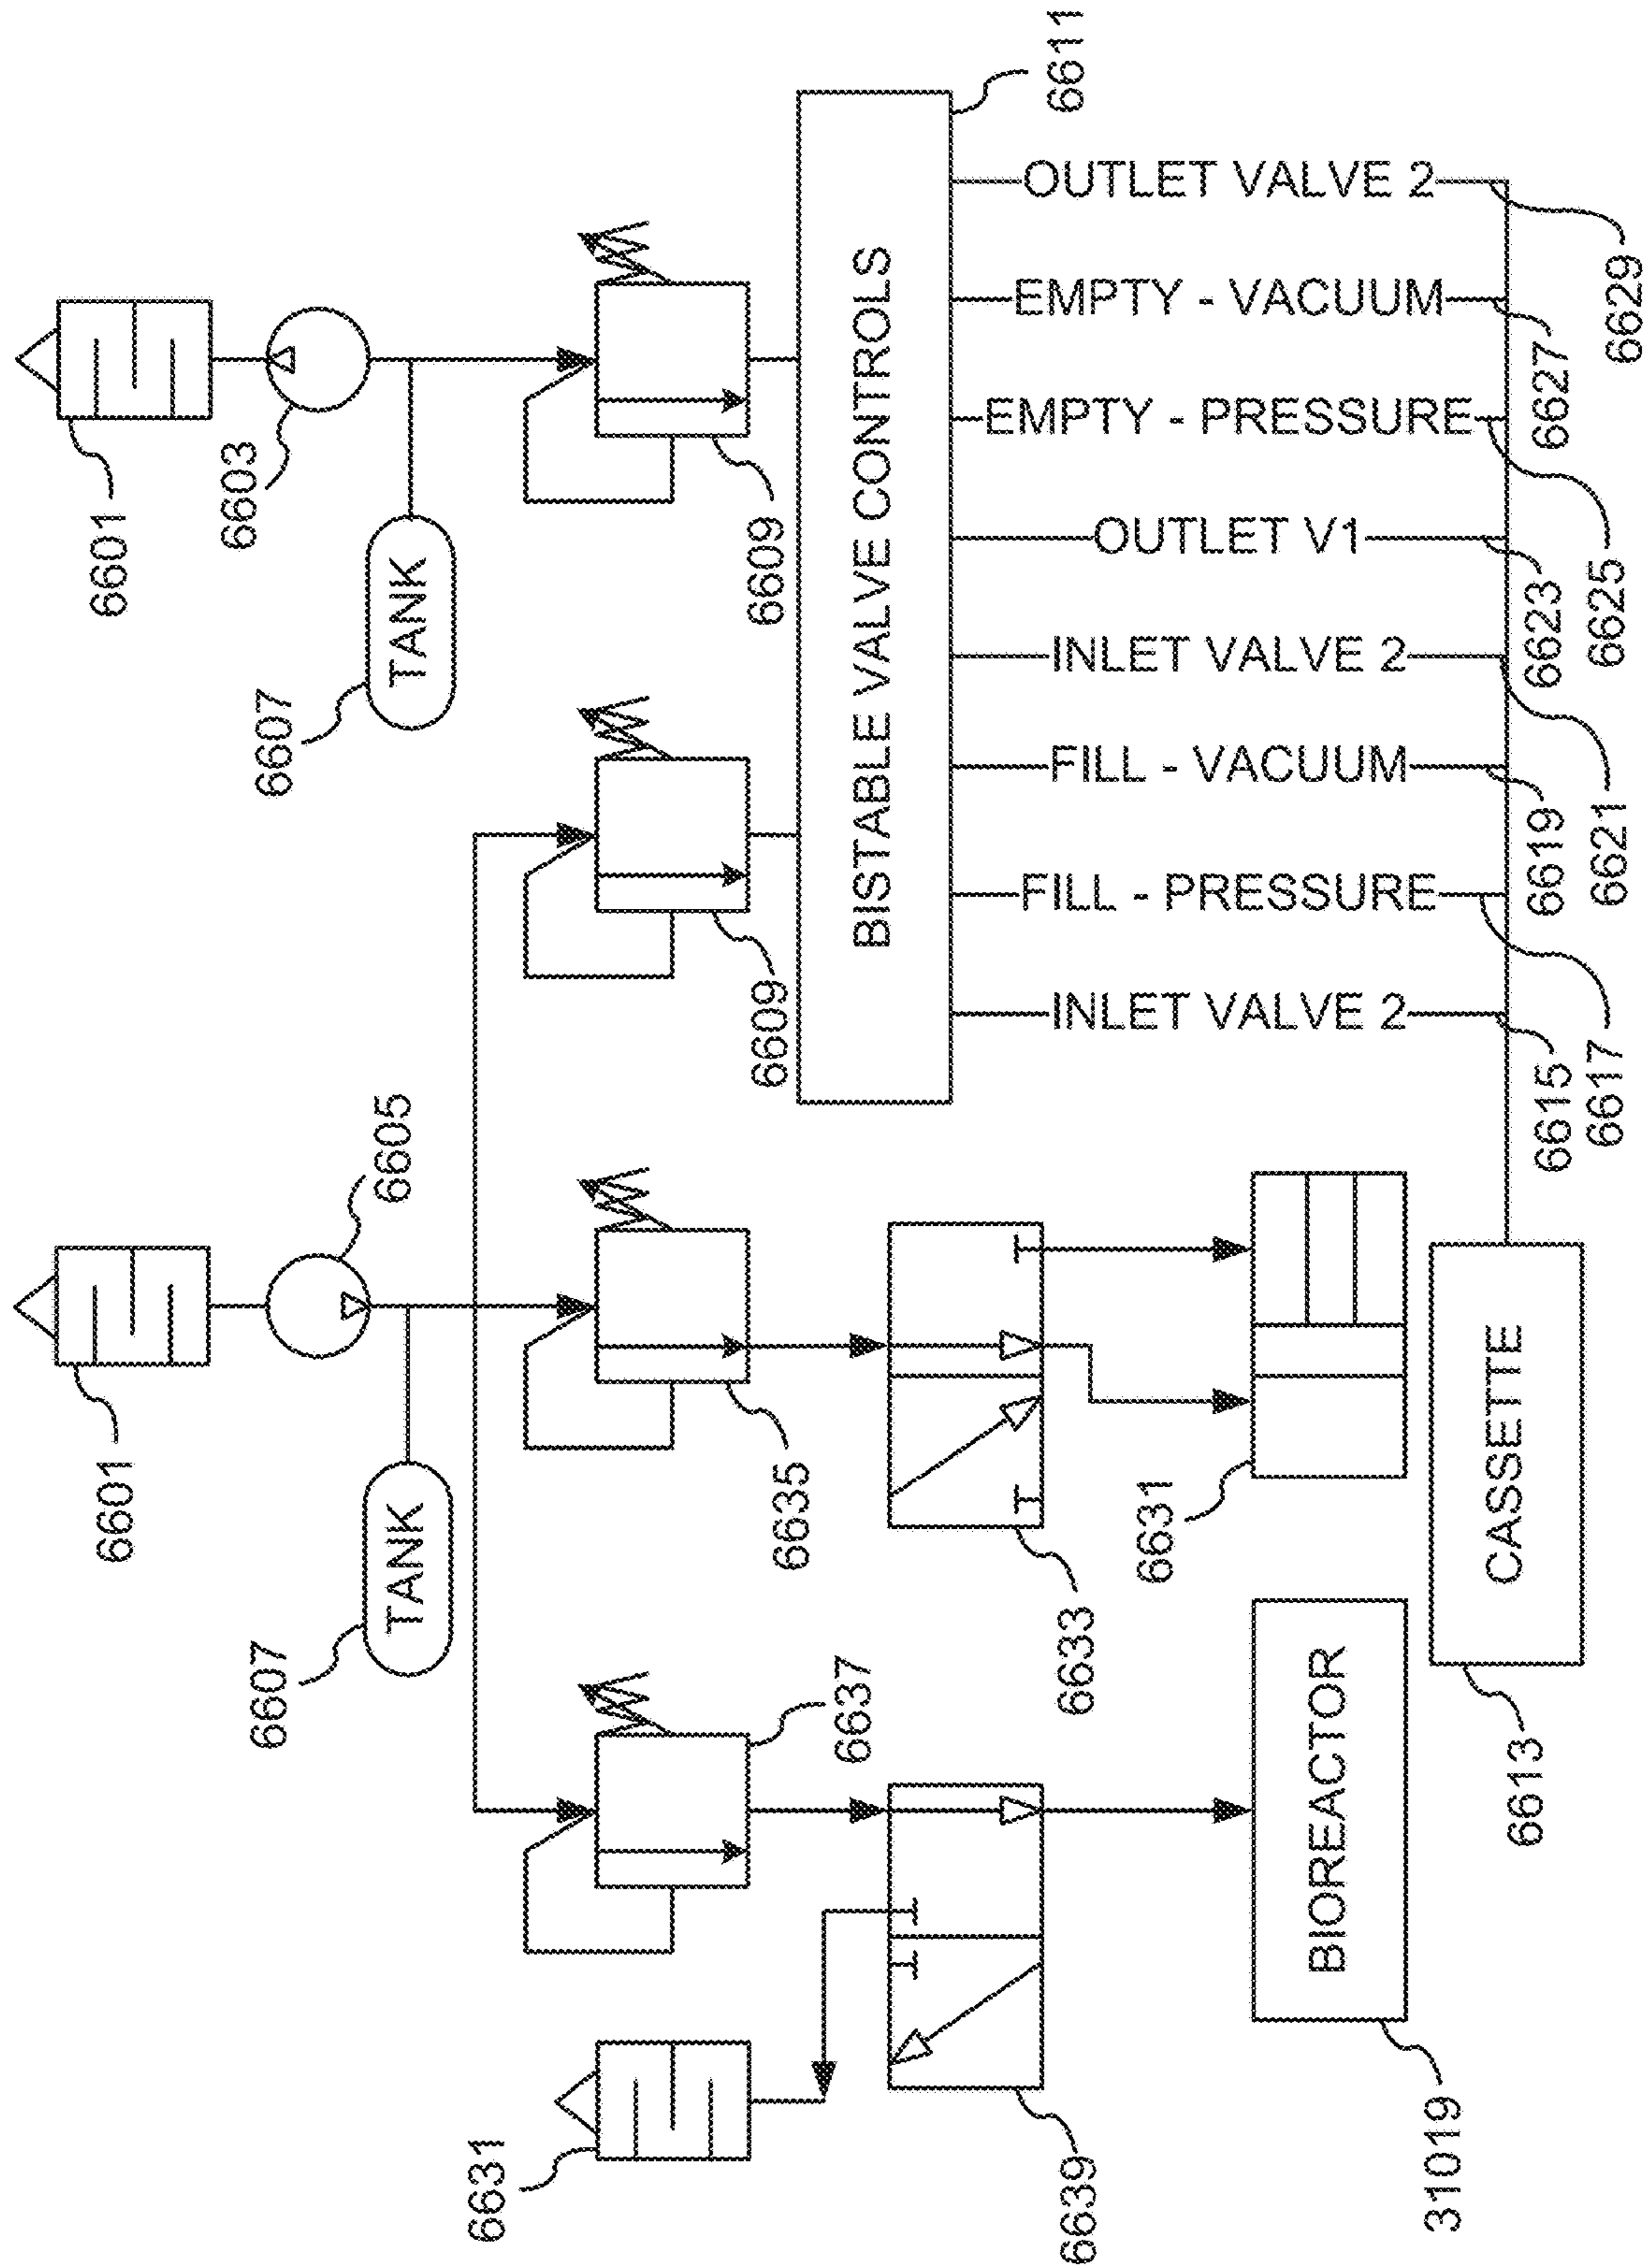 6601
6601
6607
6607
6603
TANK
6605
TANK
6631
6635
6609
6609
6637
BISTABLE VALVE CONTROLS
6639
6633
6611
6631
INLET VALVE 2
FILL - PRESSURE
FILL - VACUUM
INLET VALVE 2
OUTLET V1
EMPTY - PRESSURE
EMPTY - VACUUM
OUTLET VALVE 2
BIOREACTOR
31019
CASSETTE
6613
6615
6617
6619
6621
6623
6625
6627
6629